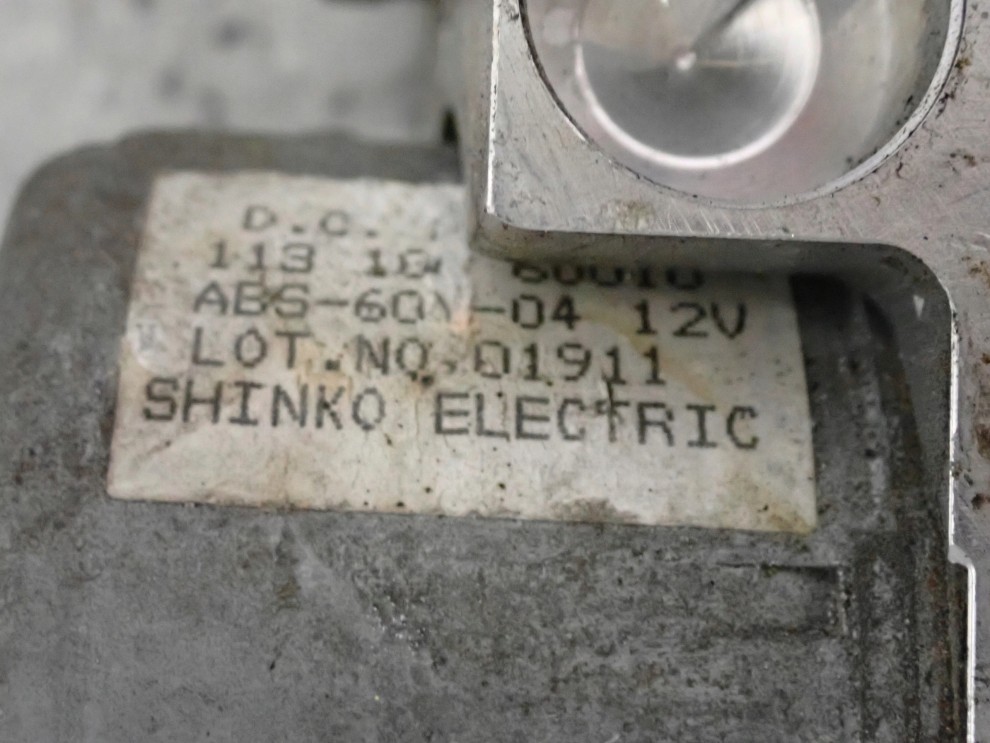 D.C.
113
ABS-60 -04 12V
LOT.NO.01911
SHINKO ELECTRIC